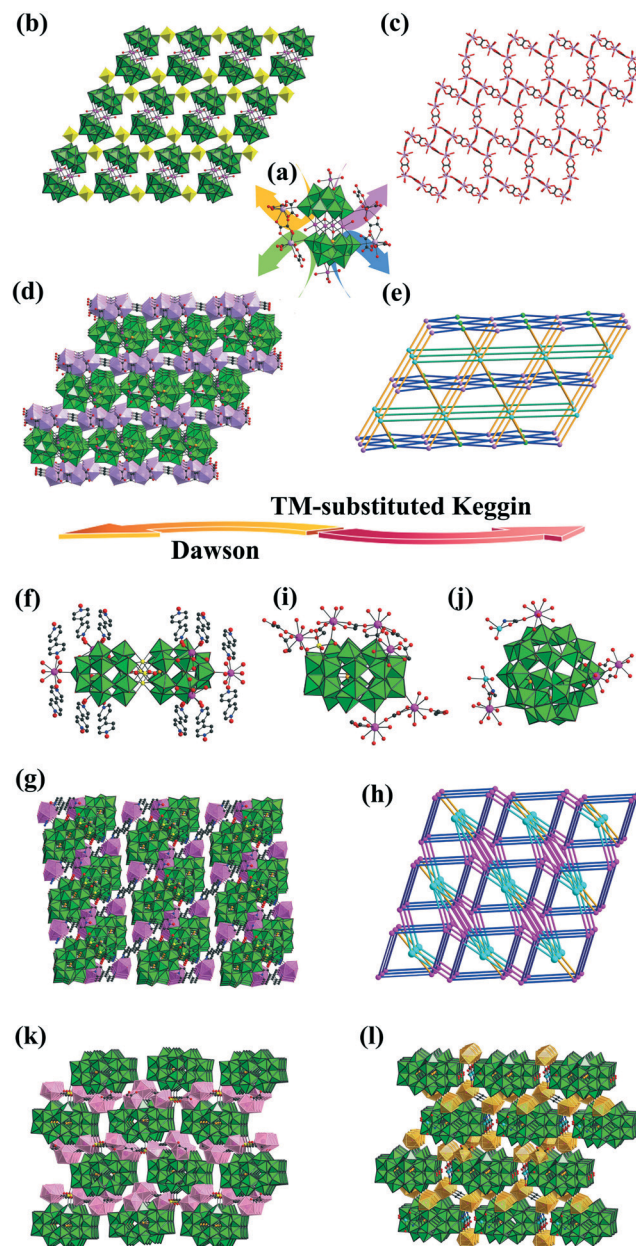 (b)
(c)
(a)
(d)
(e)
TM-substituted Keggin
Dawson
(f)
(i)
(j)
(g)
(h)
(k)
(l)